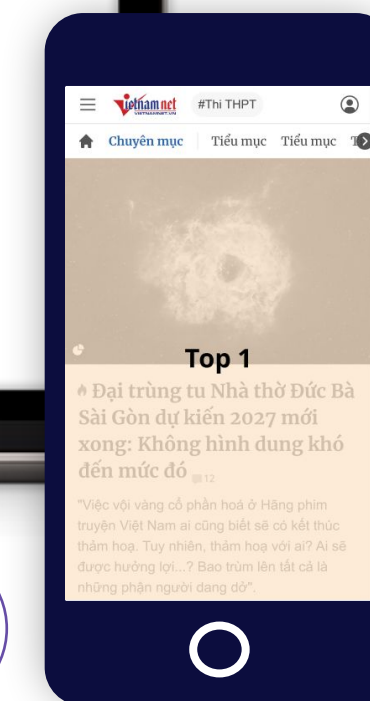 vietnamnet
VIETNAMNET.VN
#Thi THPT
Chuyên mục Tiểu mục Tiểu mục T
Top 1
Đại trùng tu Nhà thờ Đức Bà
Sài Gòn dự kiến 2027 mới
xong: Không hình dung khó
đến mức đó 12
"Việc vội vàng cổ phần hoá ở Hãng phim
truyện Việt Nam ai cũng biết sẽ có kết thúc
thảm hoạ. Tuy nhiên, thảm hoạ với ai? Ai sẽ
được hưởng lợi...? Bao trùm lên tất cả là
những phận người dang dở".